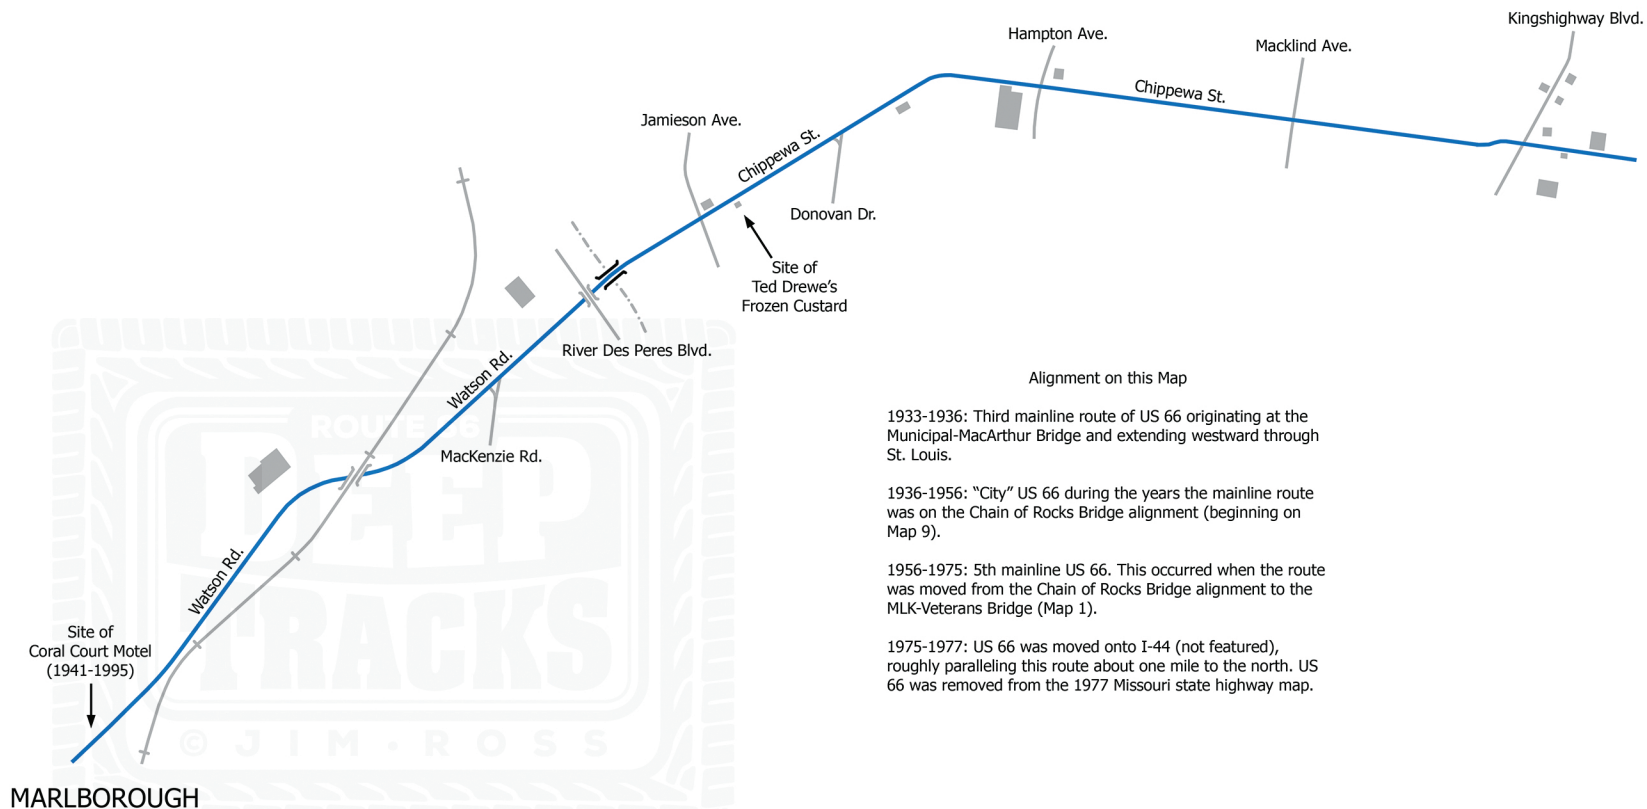 Kingshighway Blvd.
Hampton Ave.
Macklind Ave.
Chippewa St.
Jamieson Ave.
Chippewa St.
Donovan Dr.
Site of
Ted Drewe’s
Frozen Custard
River Des Peres Blvd.
Watson Rd.
MacKenzie Rd.
Watson Rd.
Site of
Coral Court Motel
(1941-1995)
MARLBOROUGH
Alignment on this Map
1933-1936: Third mainline route of US 66 originating at the
Municipal-MacArthur Bridge and extending westward through
St. Louis.
1936-1956: “City” US 66 during the years the mainline route
was on the Chain of Rocks Bridge alignment (beginning on
Map 9).
1956-1975: 5th mainline US 66. This occurred when the route
was moved from the Chain of Rocks Bridge alignment to the
MLK-Veterans Bridge (Map 1).
1975-1977: US 66 was moved onto I-44 (not featured),
roughly paralleling this route about one mile to the north. US
66 was removed from the 1977 Missouri state highway map.
ROUTE 66
DEEP
TRACKS
© JIM · ROSS